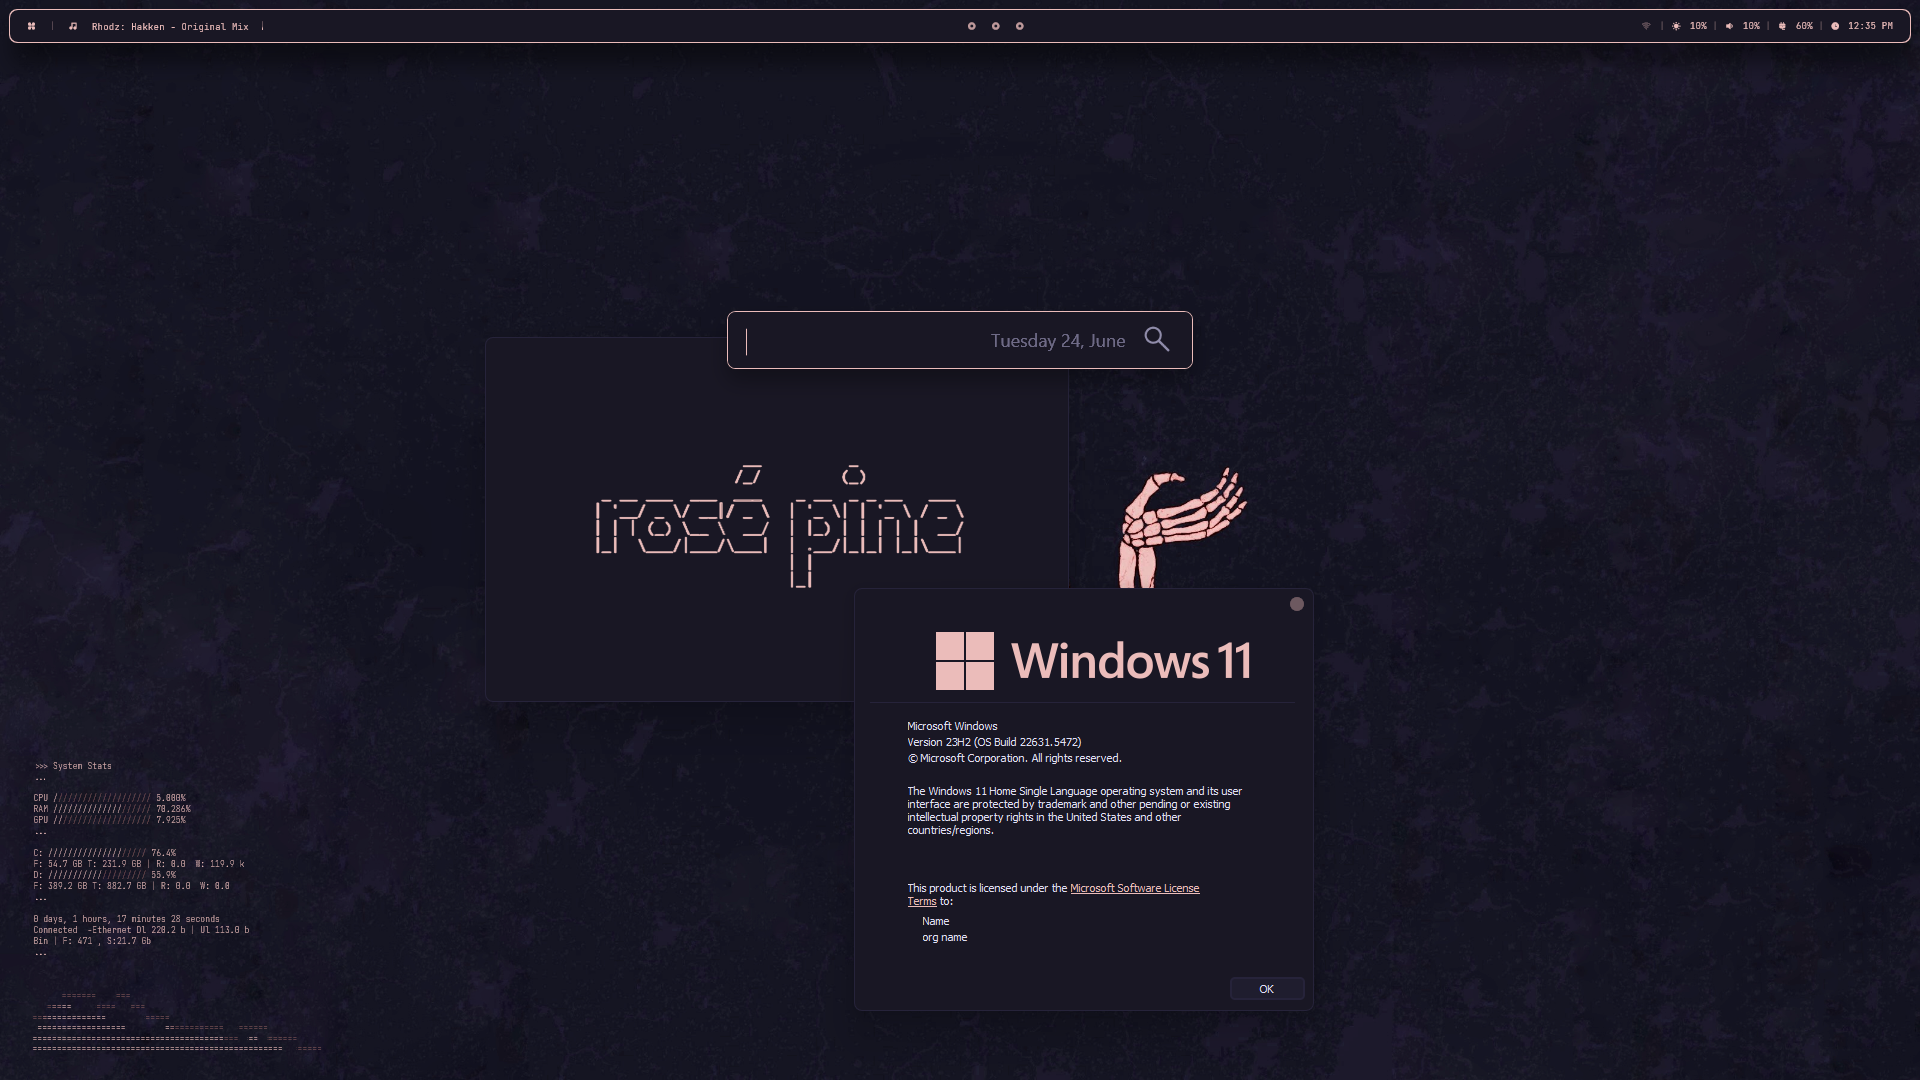 Rhodz: Hakken - Original Mix
| 10% | 10% | 60% | 12:35 PM
Tuesday 24, June
rosé pine
Windows 11
Microsoft Windows
Version 23H2 (OS Build 22631.5472)
© Microsoft Corporation. All rights reserved.
The Windows 11 Home Single Language operating system and its user
interface are protected by trademark and other pending or existing
intellectual property rights in the United States and other
countries/regions.
This product is licensed under the Microsoft Software License
Terms to:
Name
org name
OK
>>> System Stats
...
CPU //////////////////// 5.000%
RAM //////////////////// 70.286%
GPU //////////////////// 7.925%
...
C: //////////////////// 76.4%
F: 54.7 GB T: 231.9 GB | R: 0.0 W: 119.9 k
D: //////////////////// 55.9%
F: 389.2 GB T: 882.7 GB | R: 0.0 W: 0.0
...
0 days, 1 hours, 17 minutes 28 seconds
Connected -Ethernet Dl 220.2 b | Ul 113.0 b
Bin | F: 471 , S:21.7 Gb
...